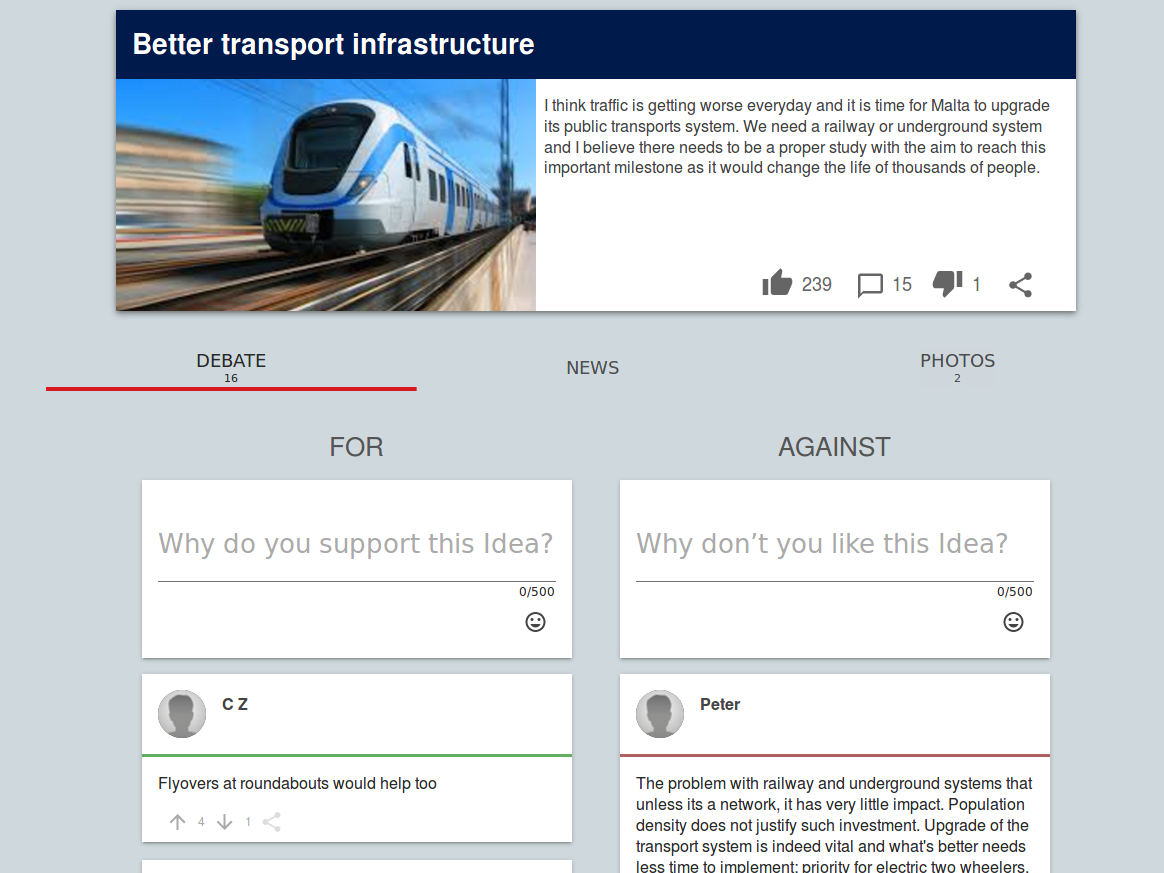 Better transport infrastructure
I think traffic is getting worse everyday and it is time for Malta to upgrade
its public transports system. We need a railway or underground system
and I believe there needs to be a proper study with the aim to reach this
important milestone as it would change the life of thousands of people.
239 15 1
DEBATE
16
NEWS
PHOTOS
2
FOR
Why do you support this Idea?
0/500
C Z
Flyovers at roundabouts would help too
4 1
AGAINST
Why don’t you like this Idea?
0/500
Peter
The problem with railway and underground systems that
unless its a network, it has very little impact. Population
density does not justify such investment. Upgrade of the
transport system is indeed vital and what's better needs
less time to implement: priority for electric two wheelers.